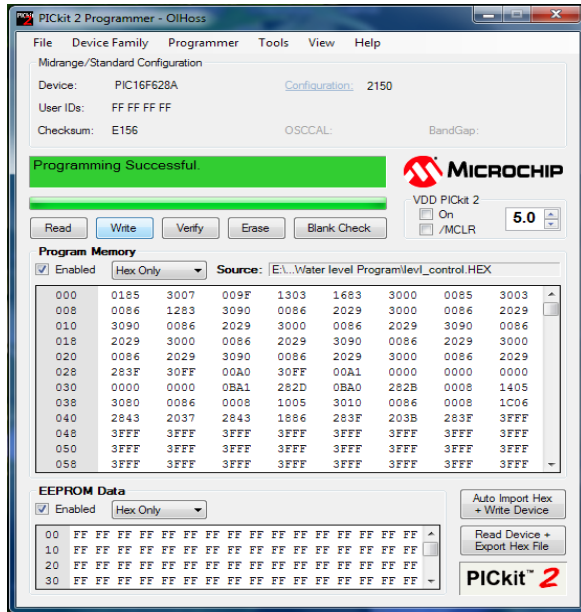 PICkit 2 Programmer - OlHoss
File Device Family Programmer Tools View Help
Midrange/Standard Configuration
Device: PIC16F628A Configuration: 2150
User IDs: FF FF FF FF
Checksum: E156 OSCCAL: BandGap:
Programming Successful.
MICROCHIP
VDD PICkit 2
On
/MCLR
5.0
Read Write Verify Erase Blank Check
Program Memory
Enabled Hex Only Source: E:\...Water level Program\levl_control.HEX
000 0185 3007 009F 1303 1683 3000 0085 3003
008 0086 1283 3090 0086 2029 3000 0086 2029
010 3090 0086 2029 3000 0086 2029 3090 0086
018 2029 3000 0086 2029 3090 0086 2029 3000
020 0086 2029 3090 0086 2029 3000 0086 2029
028 283F 30FF 00A0 30FF 00A1 0000 0000 0000
030 0000 0000 0BA1 282D 0BA0 282B 0008 1405
038 3080 0086 0008 1005 3010 0086 0008 1C06
040 2843 2037 2843 1886 283F 203B 283F 3FFF
048 3FFF 3FFF 3FFF 3FFF 3FFF 3FFF 3FFF 3FFF
050 3FFF 3FFF 3FFF 3FFF 3FFF 3FFF 3FFF 3FFF
058 3FFF 3FFF 3FFF 3FFF 3FFF 3FFF 3FFF 3FFF
EEPROM Data
Enabled Hex Only
00 FF FF FF FF FF FF FF FF FF FF FF FF FF FF FF FF
10 FF FF FF FF FF FF FF FF FF FF FF FF FF FF FF FF
20 FF FF FF FF FF FF FF FF FF FF FF FF FF FF FF FF
30 FF FF FF FF FF FF FF FF FF FF FF FF FF FF FF FF
Auto Import Hex
+ Write Device
Read Device +
Export Hex File
PICkit™ 2